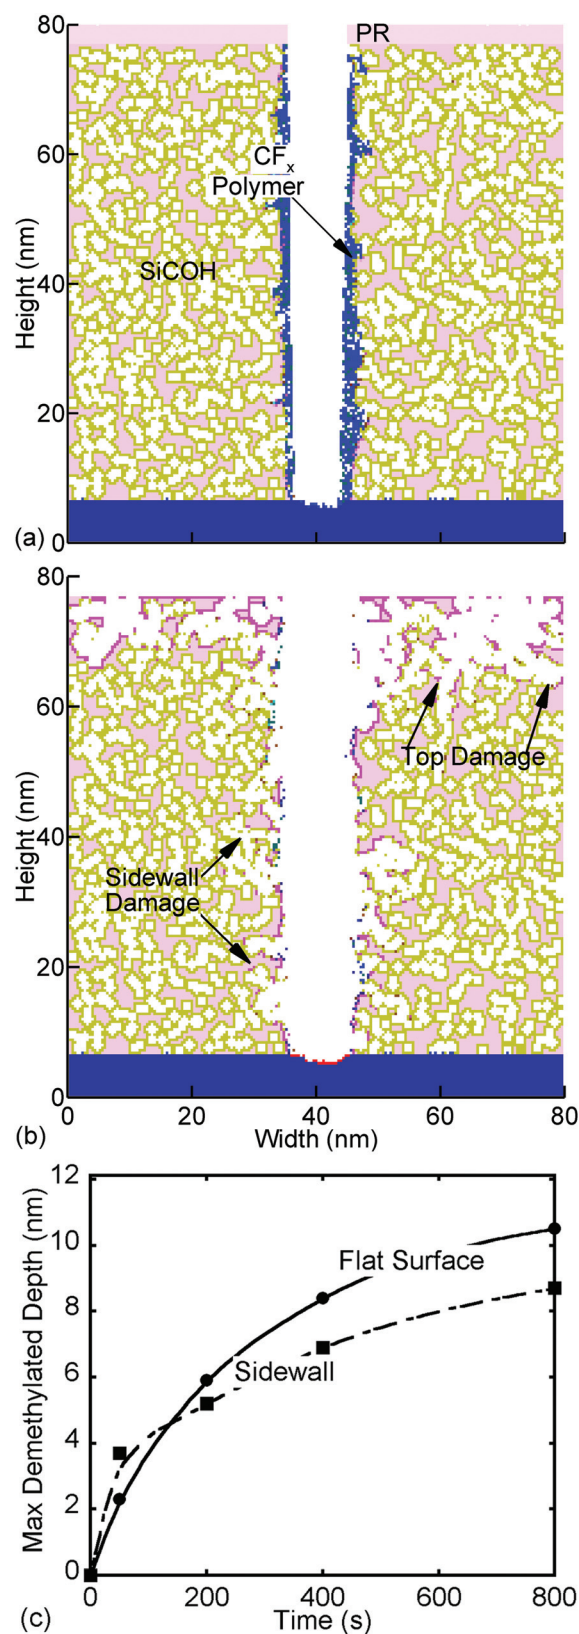 80
PR
60
CFx
Polymer
Height (nm)
SiCOH
40
20
0
(a)
80
60
Top Damage
Height (nm)
40
Sidewall
Damage
20
0
0 20 40 60 80
(b) Width (nm)
12
10
Flat Surface
8
Max Demethylated Depth (nm)
6
Sidewall
4
2
0
0 200 400 600 800
(c) Time (s)